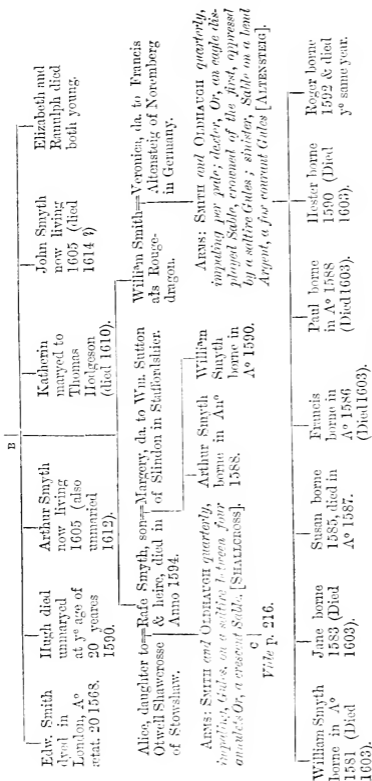 B
Edw. Smith
dyed in
London, Aº
ætat. 20 1568.
Hugh died
unmaryed
at yᵉ age of
20 yeares
1590.
Arthur Smyth
now living
1605 (also
unmaried
1612).
Katherin
maryed to
Thomas
Hodgeson
(died 1610).
John Smyth
now living
1605 (died
1614 ?)
Elizabeth and
Ranulph died
both young.
Alice, daughter to=Rafe Smyth, son=Margery, da. to Wm. Sutton
Otwell Shawcrosse & heire, died in of Slindon in Staffordshier.
of Stowshaw. Anno 1594.
William Smith=Veronica, da. to Francis
als Rouge- Altensteig of Noremberg
dragon. in Germany.
ARMS: SMITH and OLDHAUGH quarterly,
impaling, Gules, on a saltire between four
annulets Or, a crescent Sable. [SHALLCROSS.]
C
Vide p. 216.
Arthur Smyth
borne in Anº
1588.
William
Smyth
borne in
Aº 1590.
ARMS: SMITH and OLDHAUGH quarterly,
impaling per pale; dexter, Or, an eagle dis-
played Sable, crowned of the first, oppressed
by a saltire Gules; sinister, Sable on a bend
Argent, a fox courant Gules [ALTENSTEIG].
William Smyth
borne in Aº
1581 (Died
1603).
Jane borne
1583 (Died
1603).
Susan borne
1585, died in
Aº 1587.
Francis
borne in
Aº 1586
(Died 1603).
Paul borne
in Aº 1588
(Died 1603).
Hester borne
1590 (Died
1603).
Roger borne
1592 & died
yᵉ same year.